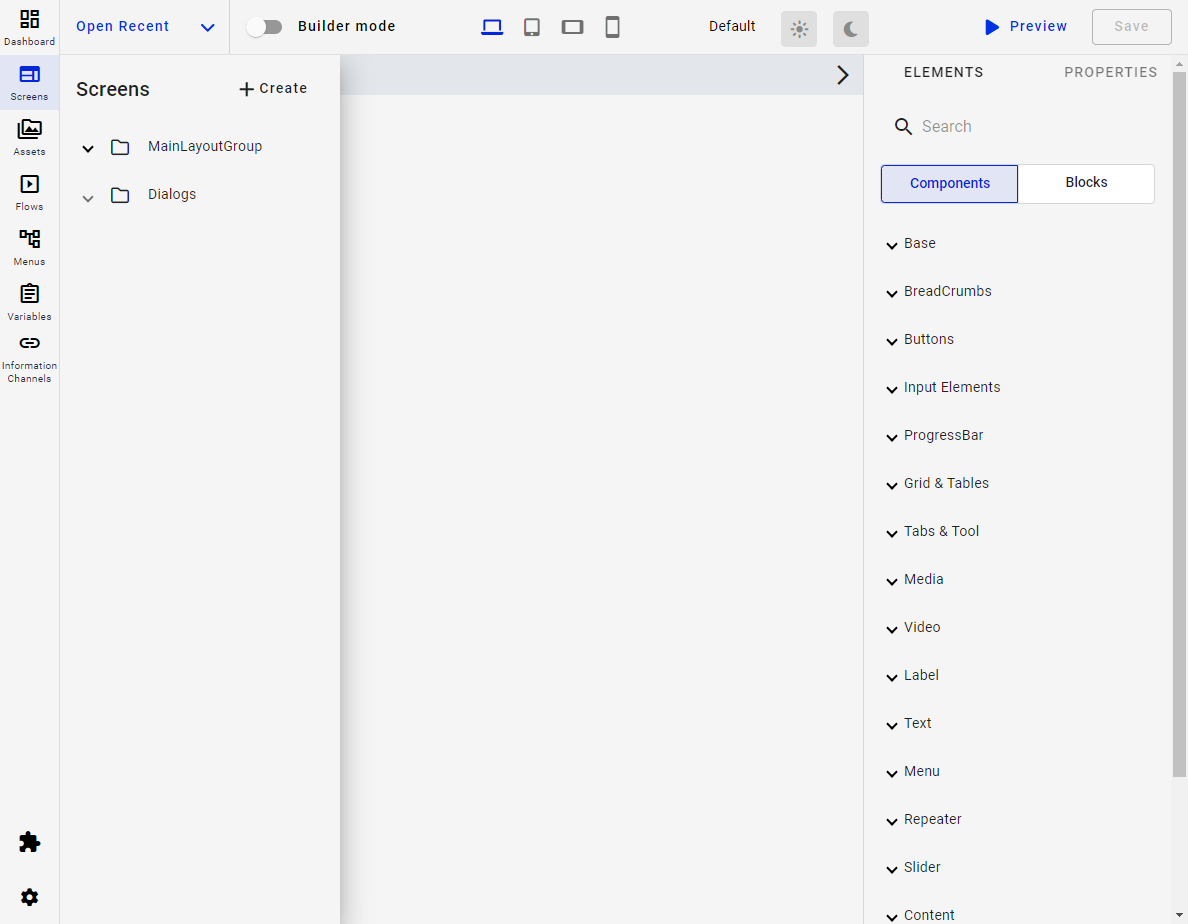 Dashboard
Open Recent
Builder mode
Default
Preview
Save
Screens
Assets
Flows
Menus
Variables
Information
Channels
Screens
Create
MainLayoutGroup
Dialogs
ELEMENTS
PROPERTIES
Search
Components
Blocks
Base
BreadCrumbs
Buttons
Input Elements
ProgressBar
Grid & Tables
Tabs & Tool
Media
Video
Label
Text
Menu
Repeater
Slider
Content